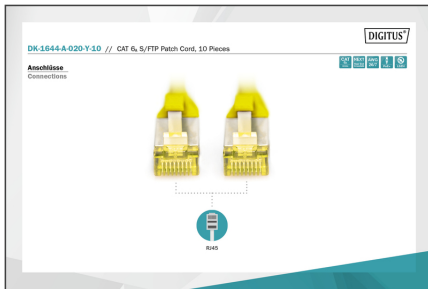 DIGITUS®
DK-1644-A-020-Y-10 // CAT 6A S/FTP Patch Cord, 10 Pieces
Anschlüsse
Connections
RJ45